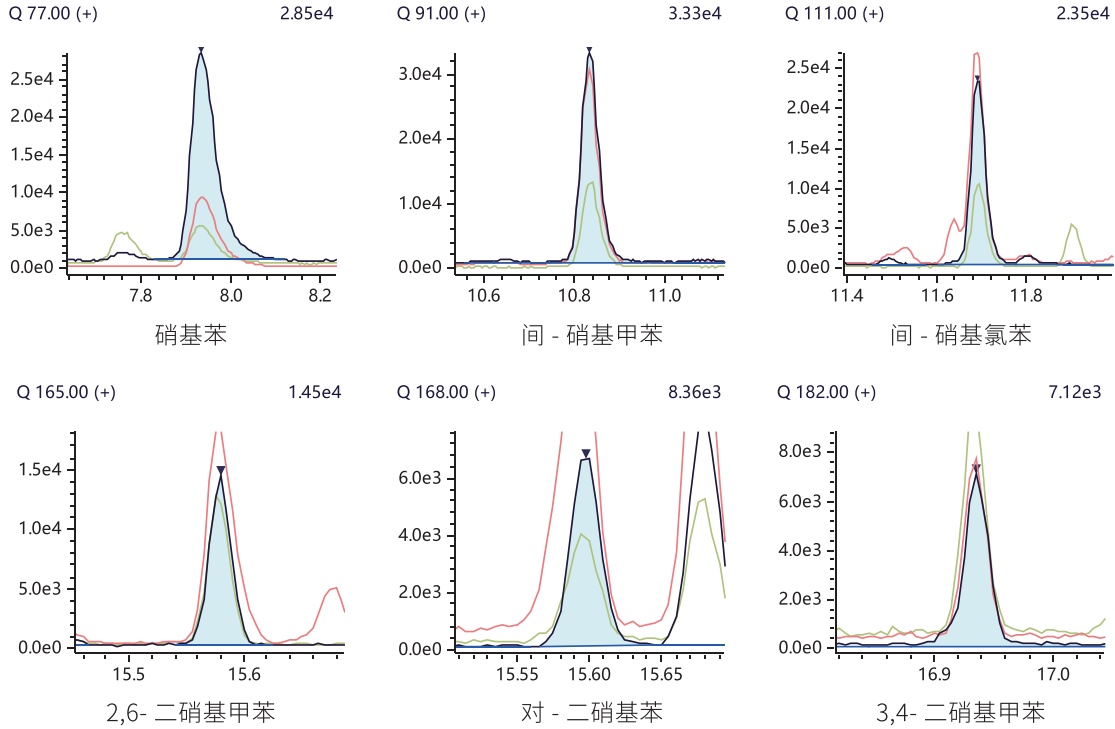 Q 77.00 (+) 2.85e4
2.5e4
2.0e4
1.5e4
1.0e4
5.0e3
0.0e0
7.8 8.0 8.2
硝基苯
Q 91.00 (+) 3.33e4
3.0e4
2.0e4
1.0e4
0.0e0
10.6 10.8 11.0
间 - 硝基甲苯
Q 111.00 (+) 2.35e4
2.5e4
2.0e4
1.5e4
1.0e4
5.0e3
0.0e0
11.4 11.6 11.8
间 - 硝基氯苯
Q 165.00 (+) 1.45e4
1.5e4
1.0e4
5.0e3
0.0e0
15.5 15.6
2,6- 二硝基甲苯
Q 168.00 (+) 8.36e3
6.0e3
4.0e3
2.0e3
0.0e0
15.55 15.60 15.65
对 - 二硝基苯
Q 182.00 (+) 7.12e3
8.0e3
6.0e3
4.0e3
2.0e3
0.0e0
16.9 17.0
3,4- 二硝基甲苯